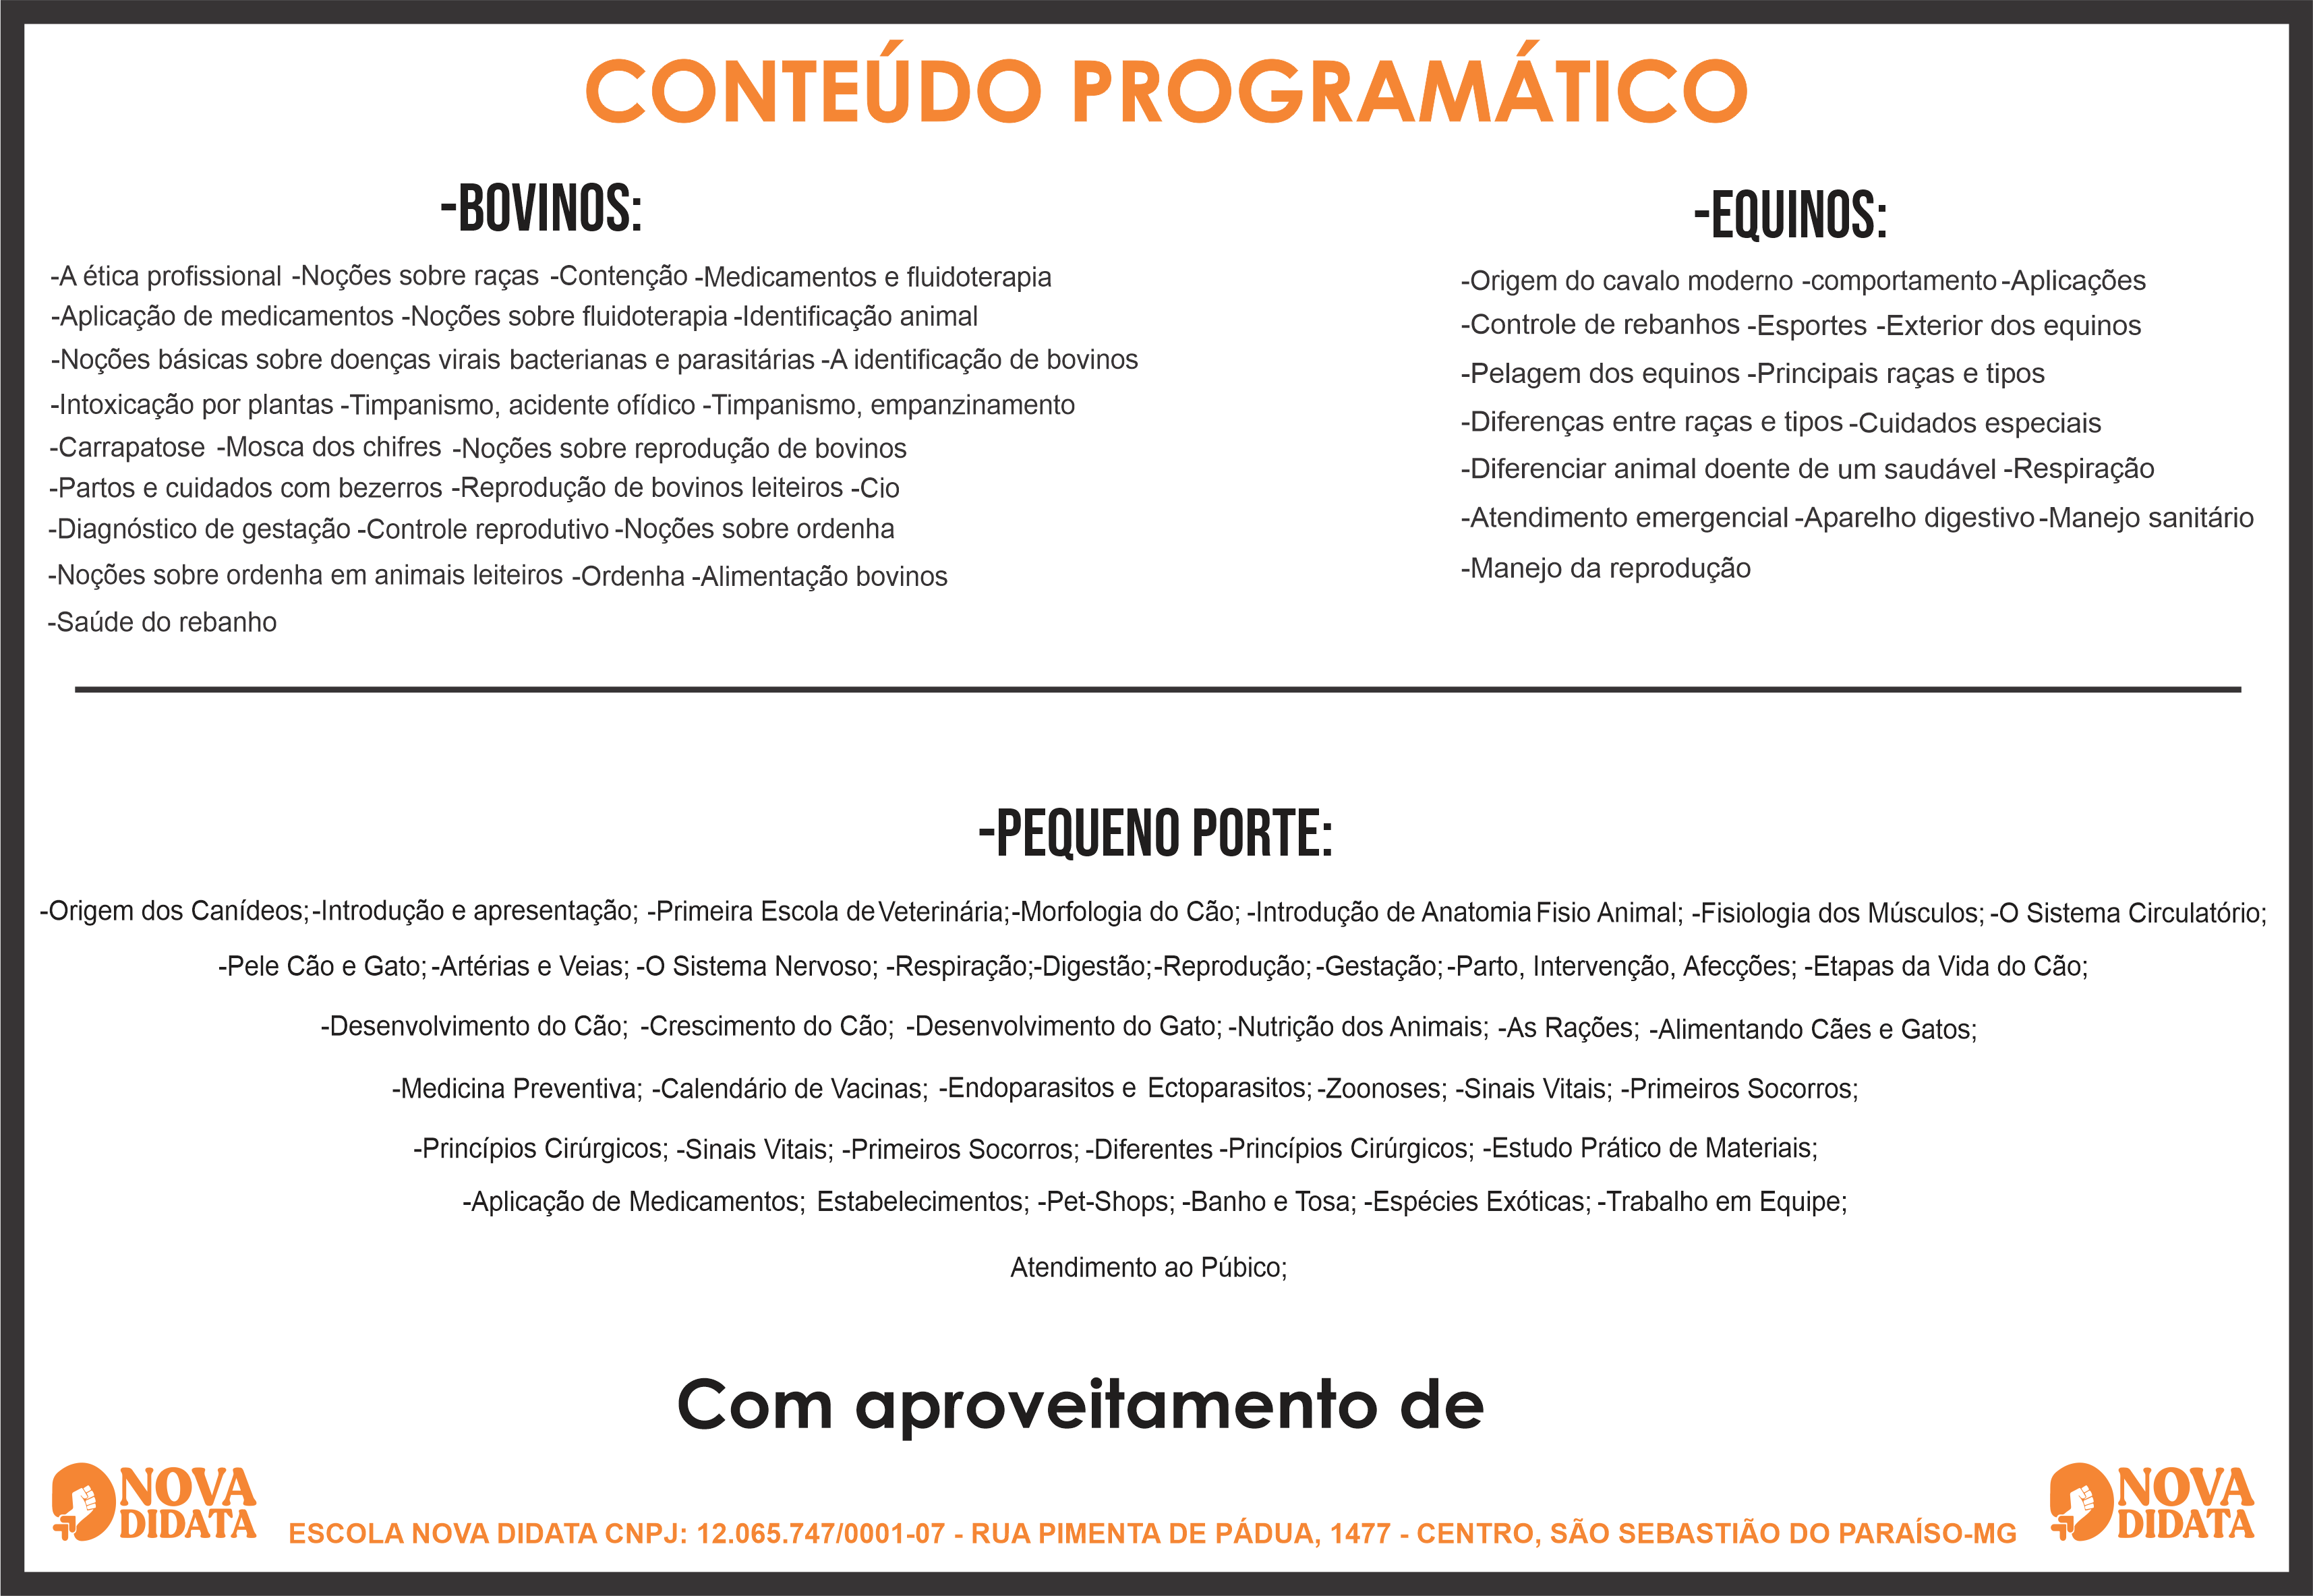 CONTEÚDO PROGRAMÁTICO
-BOVINOS:
-A ética profissional -Noções sobre raças -Contenção -Medicamentos e fluidoterapia
-Aplicação de medicamentos -Noções sobre fluidoterapia -Identificação animal
-Noções básicas sobre doenças virais bacterianas e parasitárias -A identificação de bovinos
-Intoxicação por plantas -Timpanismo, acidente ofídico -Timpanismo, empanzinamento
-Carrapatose -Mosca dos chifres -Noções sobre reprodução de bovinos
-Partos e cuidados com bezerros -Reprodução de bovinos leiteiros -Cio
-Diagnóstico de gestação -Controle reprodutivo -Noções sobre ordenha
-Noções sobre ordenha em animais leiteiros -Ordenha -Alimentação bovinos
-Saúde do rebanho
-EQUINOS:
-Origem do cavalo moderno -comportamento -Aplicações
-Controle de rebanhos -Esportes -Exterior dos equinos
-Pelagem dos equinos -Principais raças e tipos
-Diferenças entre raças e tipos -Cuidados especiais
-Diferenciar animal doente de um saudável -Respiração
-Atendimento emergencial -Aparelho digestivo -Manejo sanitário
-Manejo da reprodução
-PEQUENO PORTE:
-Origem dos Canídeos; -Introdução e apresentação; -Primeira Escola de Veterinária; -Morfologia do Cão; -Introdução de Anatomia Fisio Animal; -Fisiologia dos Músculos; -O Sistema Circulatório;
-Pele Cão e Gato; -Artérias e Veias; -O Sistema Nervoso; -Respiração; -Digestão; -Reprodução; -Gestação; -Parto, Intervenção, Afecções; -Etapas da Vida do Cão;
-Desenvolvimento do Cão; -Crescimento do Cão; -Desenvolvimento do Gato; -Nutrição dos Animais; -As Rações; -Alimentando Cães e Gatos;
-Medicina Preventiva; -Calendário de Vacinas; -Endoparasitos e Ectoparasitos; -Zoonoses; -Sinais Vitais; -Primeiros Socorros;
-Princípios Cirúrgicos; -Sinais Vitais; -Primeiros Socorros; -Diferentes -Princípios Cirúrgicos; -Estudo Prático de Materiais;
-Aplicação de Medicamentos; Estabelecimentos; -Pet-Shops; -Banho e Tosa; -Espécies Exóticas; -Trabalho em Equipe;
Atendimento ao Púbico;
Com aproveitamento de
NOVA
DIDATA
ESCOLA NOVA DIDATA CNPJ: 12.065.747/0001-07 - RUA PIMENTA DE PÁDUA, 1477 - CENTRO, SÃO SEBASTIÃO DO PARAÍSO-MG
NOVA
DIDATA